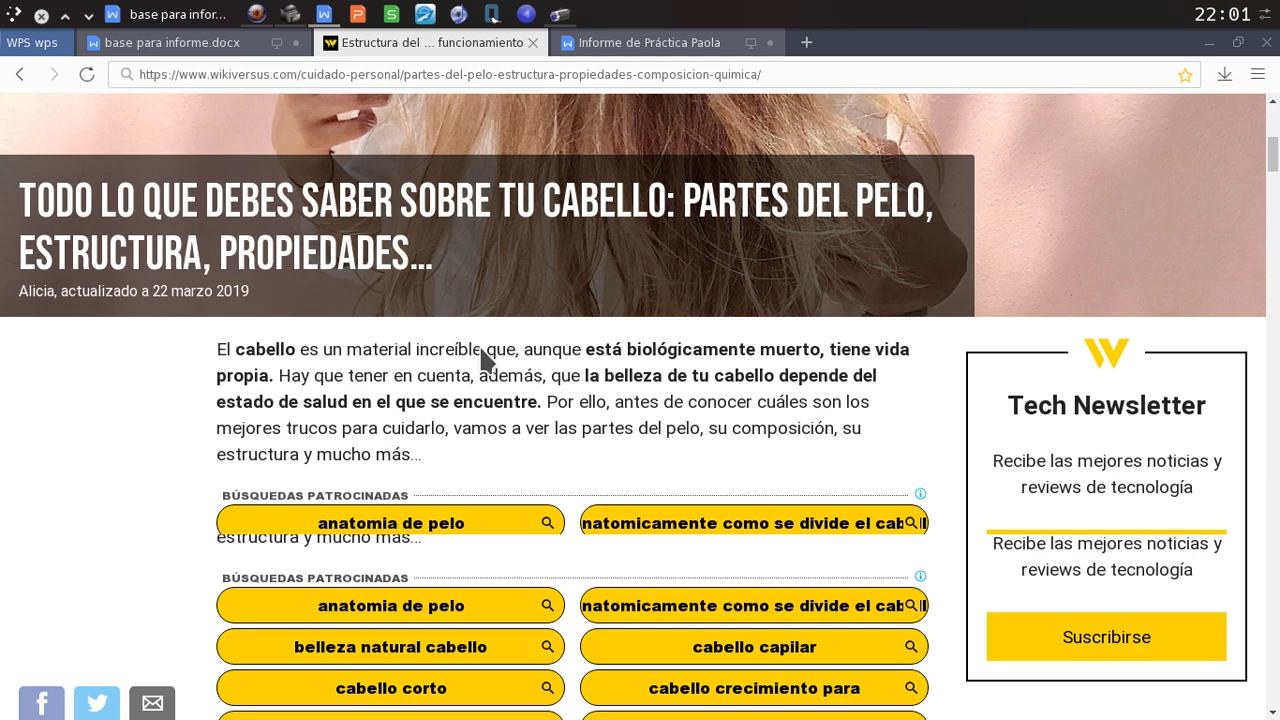 base para infor...
22:01
WPS wps
base para informe.docx
Estructura del ... funcionamiento
Informe de Práctica Paola
https://www.wikiversus.com/cuidado-personal/partes-del-pelo-estructura-propiedades-composicion-quimica/
TODO LO QUE DEBES SABER SOBRE TU CABELLO: PARTES DEL PELO,
ESTRUCTURA, PROPIEDADES...
Alicia, actualizado a 22 marzo 2019
El cabello es un material increíble que, aunque está biológicamente muerto, tiene vida
propia. Hay que tener en cuenta, además, que la belleza de tu cabello depende del
estado de salud en el que se encuentre. Por ello, antes de conocer cuáles son los
mejores trucos para cuidarlo, vamos a ver las partes del pelo, su composición, su
estructura y mucho más...
BÚSQUEDAS PATROCINADAS
anatomia de pelo
natomicamente como se divide el cab
estructura y mucho más...
BÚSQUEDAS PATROCINADAS
anatomia de pelo
natomicamente como se divide el cab
belleza natural cabello
cabello capilar
cabello corto
cabello crecimiento para
Tech Newsletter
Recibe las mejores noticias y
reviews de tecnología
Recibe las mejores noticias y
reviews de tecnología
Suscribirse